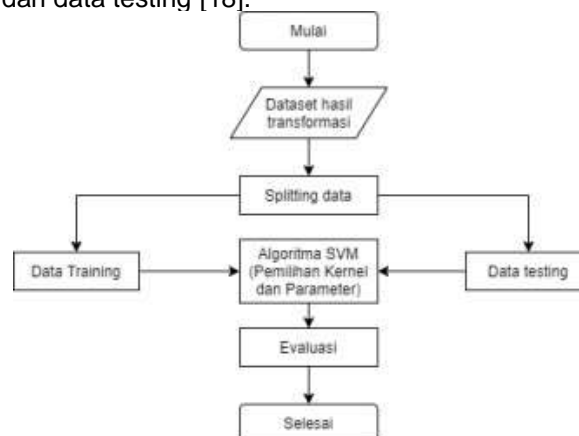 dan data testing [18].
Mulai
Dataset hasil
transformasi
Splitting data
Data Training
Algoritma SVM
(Pemilihan Kernel
dan Parameter)
Data testing
Evaluasi
Selesai